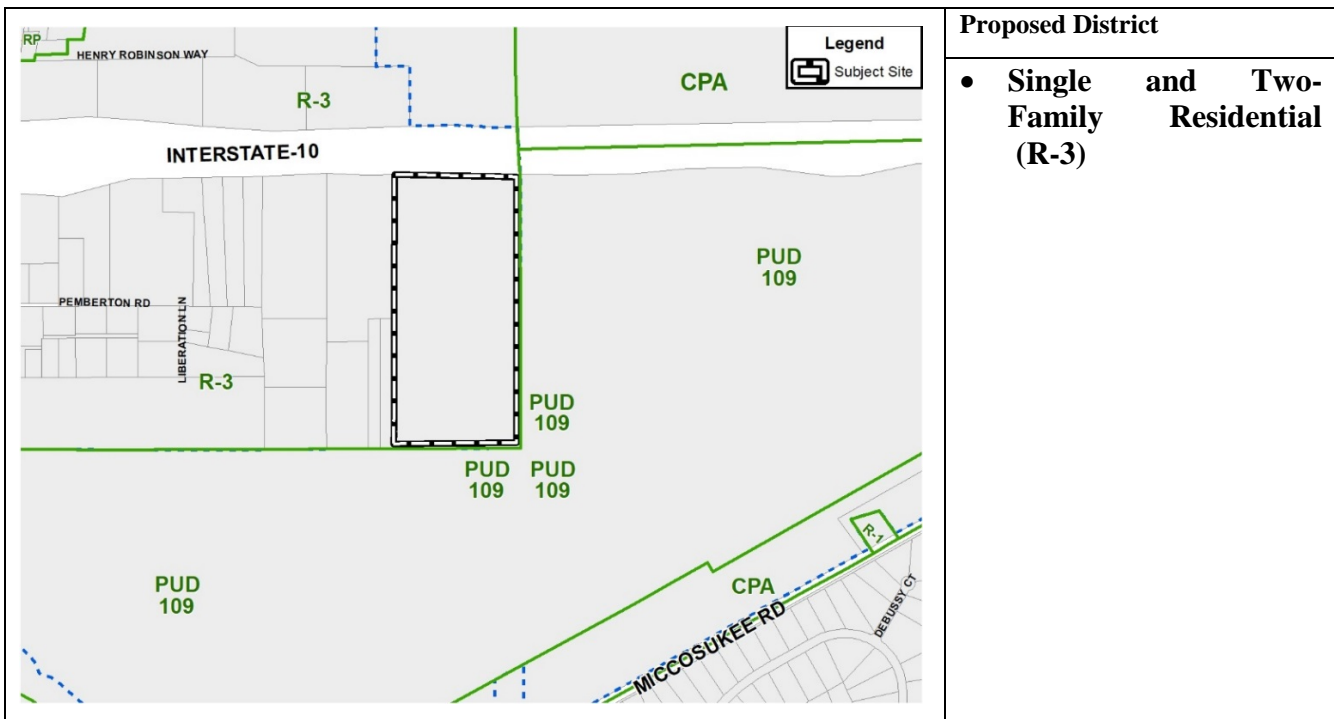 RP
HENRY ROBINSON WAY
R-3
CPA
Legend
Subject Site
INTERSTATE-10
PUD
109
PEMBERTON RD
LIBERATION LN
R-3
PUD
109
PUD
109
PUD
109
PUD
109
R-1
CPA
MICCOSUKEE RD
DEBUSSY CT
Proposed District
• Single and Two-
Family Residential
(R-3)